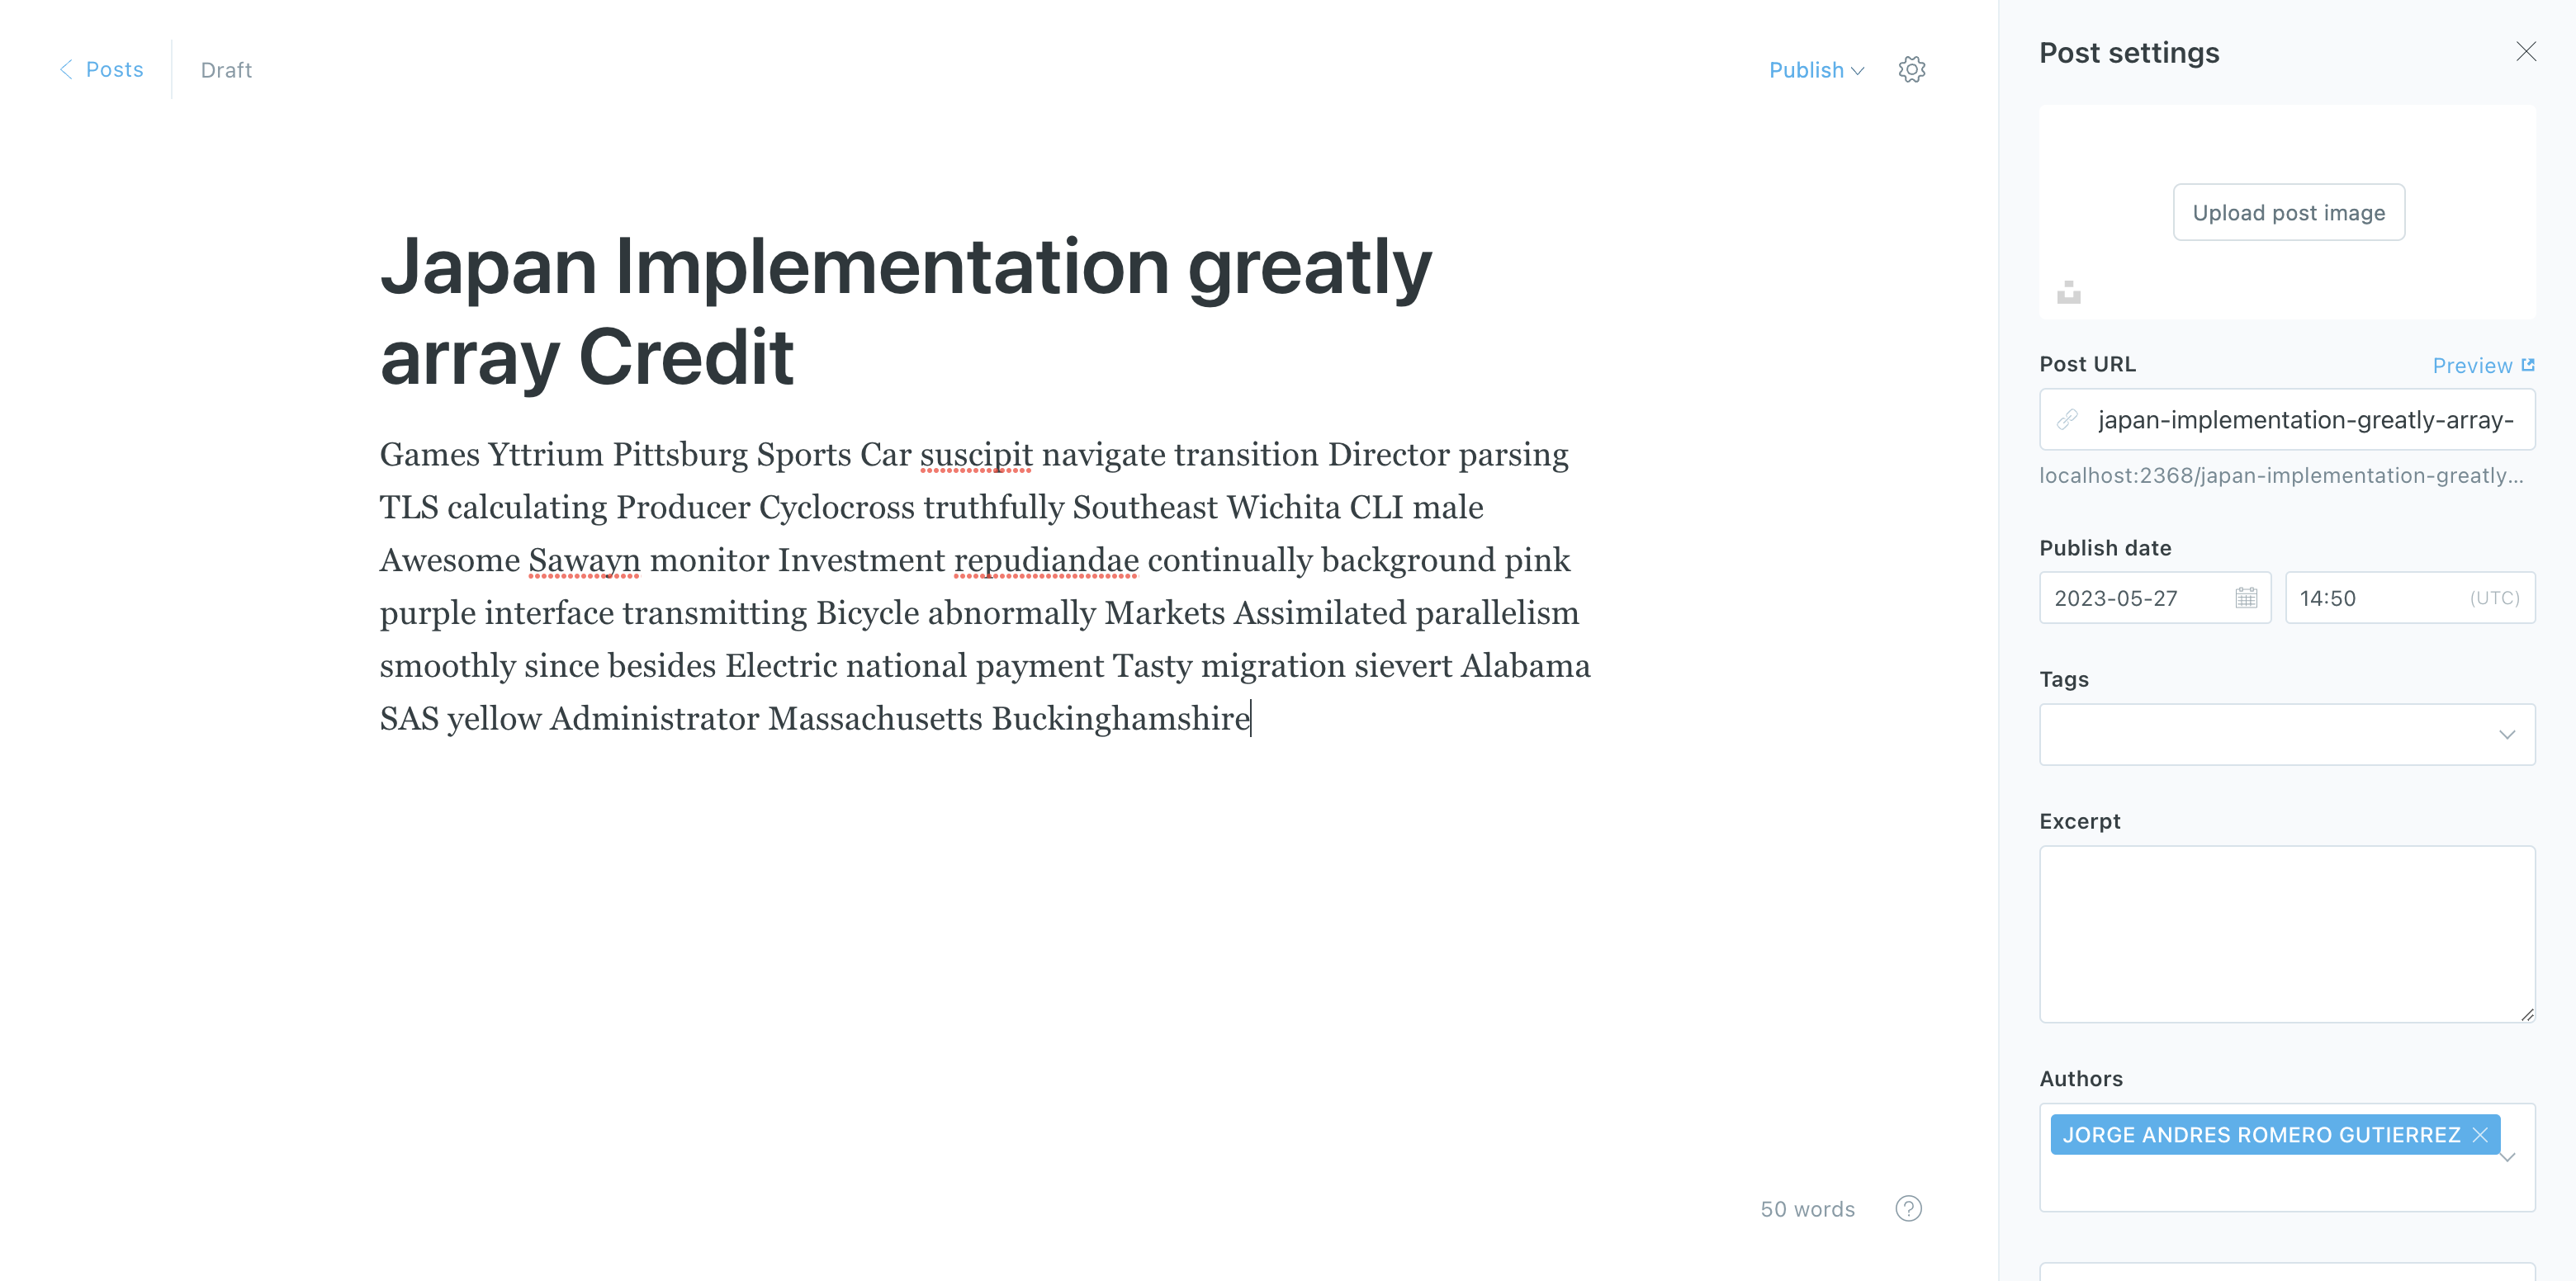 Posts
Draft
Publish
Japan Implementation greatly
array Credit
Games Yttrium Pittsburg Sports Car suscipit navigate transition Director parsing
TLS calculating Producer Cyclocross truthfully Southeast Wichita CLI male
Awesome Sawayn monitor Investment repudiandae continually background pink
purple interface transmitting Bicycle abnormally Markets Assimilated parallelism
smoothly since besides Electric national payment Tasty migration sievert Alabama
SAS yellow Administrator Massachusetts Buckinghamshire
50 words
?
Post settings
Upload post image
Post URL
Preview
japan-implementation-greatly-array-
localhost:2368/japan-implementation-greatly...
Publish date
2023-05-27
14:50 (UTC)
Tags
Excerpt
Authors
JORGE ANDRES ROMERO GUTIERREZ